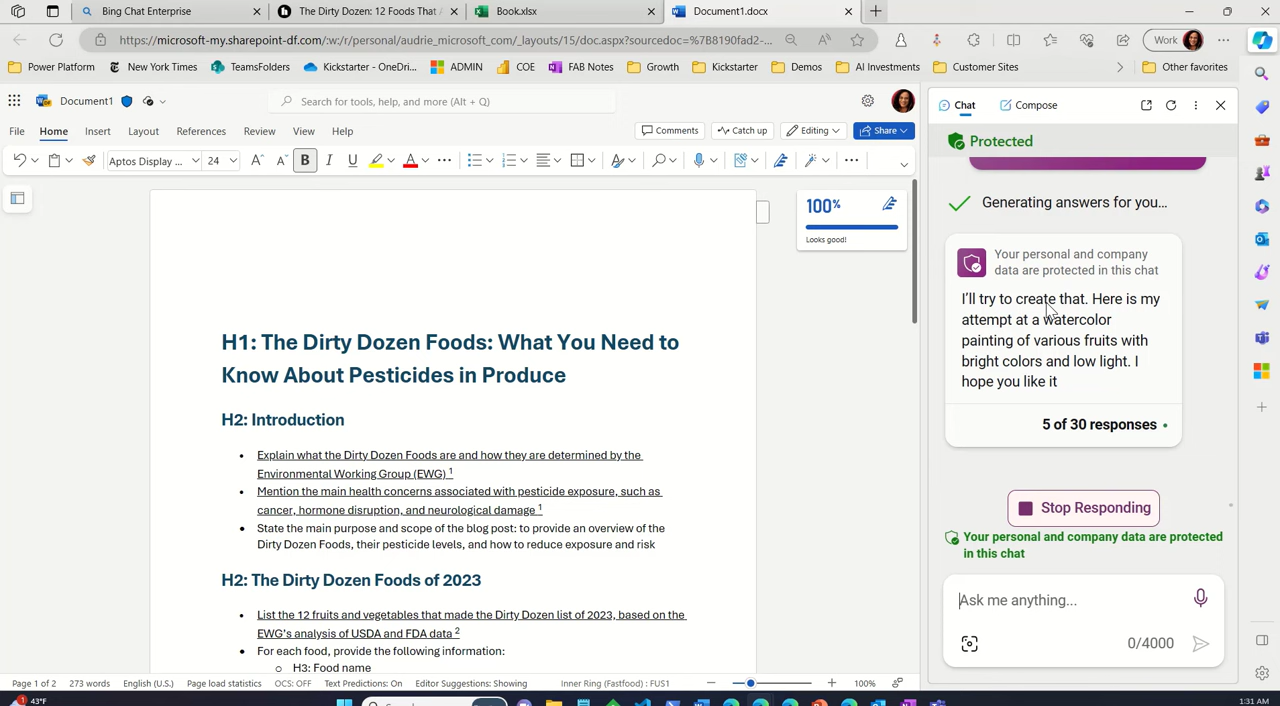 Bing Chat Enterprise
The Dirty Dozen: 12 Foods That A
Book.xlsx
Document1.docx
https://microsoft-my.sharepoint-df.com/:w:/r/personal/audrie_microsoft_com/_layouts/15/doc.aspx?sourcedoc=%7B8190fad2-...
Work
Power Platform
New York Times
TeamsFolders
Kickstarter - OneDri...
ADMIN
COE
FAB Notes
Growth
Kickstarter
Demos
AI Investments
Customer Sites
Other favorites
Document1
Search for tools, help, and more (Alt + Q)
File
Home
Insert
Layout
References
Review
View
Help
Comments
Catch up
Editing
Share
Aptos Display ...
24
B
I
U
A
100%
Looks good!
H1: The Dirty Dozen Foods: What You Need to
Know About Pesticides in Produce
H2: Introduction
• Explain what the Dirty Dozen Foods are and how they are determined by the
Environmental Working Group (EWG) 1
• Mention the main health concerns associated with pesticide exposure, such as
cancer, hormone disruption, and neurological damage 1
• State the main purpose and scope of the blog post: to provide an overview of the
Dirty Dozen Foods, their pesticide levels, and how to reduce exposure and risk
H2: The Dirty Dozen Foods of 2023
• List the 12 fruits and vegetables that made the Dirty Dozen list of 2023, based on the
EWG's analysis of USDA and FDA data 2
• For each food, provide the following information:
o H3: Food name
Page 1 of 2
273 words
English (U.S.)
Page load statistics
OCS: OFF
Text Predictions: On
Editor Suggestions: Showing
Inner Ring (Fastfood) : FUS1
100%
Chat
Compose
Protected
Generating answers for you...
Your personal and company
data are protected in this chat
I'll try to create that. Here is my
attempt at a watercolor
painting of various fruits with
bright colors and low light. I
hope you like it
5 of 30 responses
Stop Responding
Your personal and company data are protected
in this chat
Ask me anything...
0/4000
1
43°F
1:31 AM